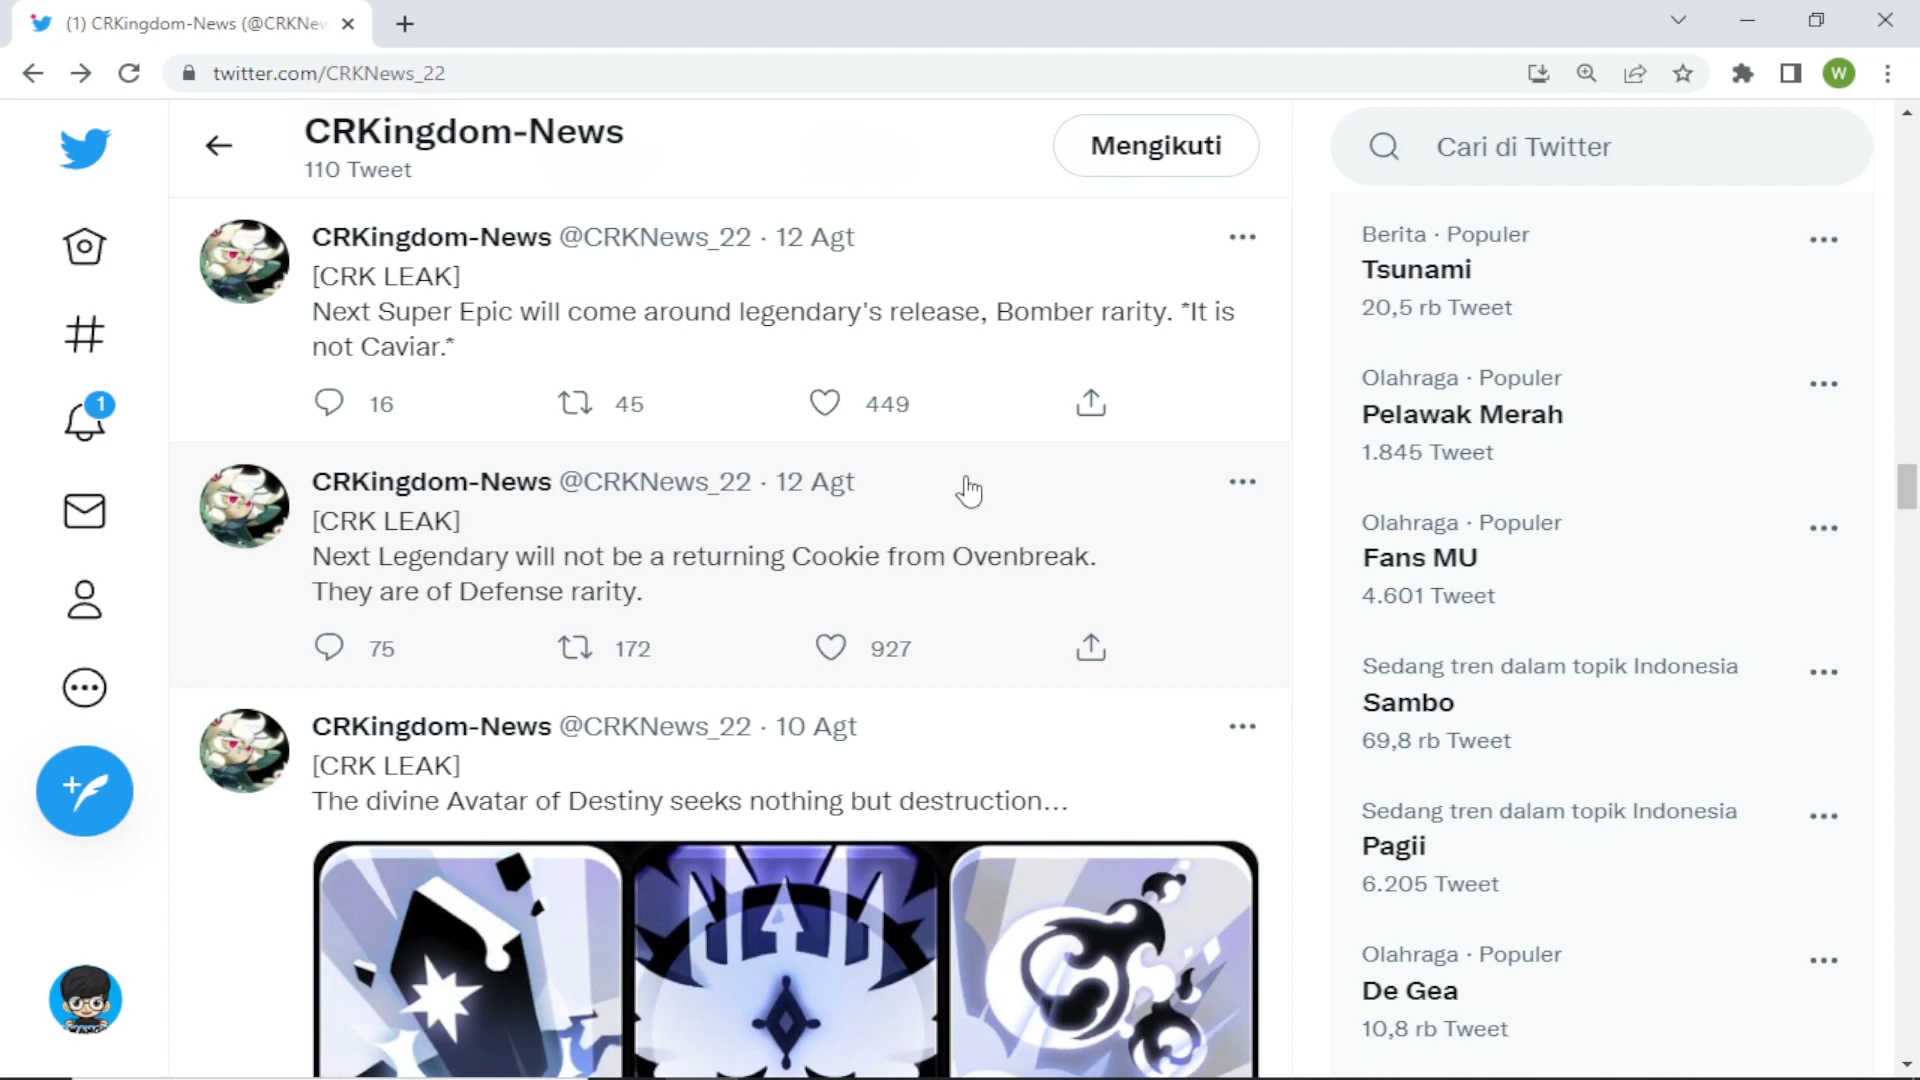 (1) CRKingdom-News (@CRKNew
twitter.com/CRKNews_22
W
CRKingdom-News
110 Tweet
Mengikuti
Cari di Twitter
CRKingdom-News @CRKNews_22 · 12 Agt
[CRK LEAK]
Next Super Epic will come around legendary's release, Bomber rarity. *It is
not Caviar.*
16 45 449
CRKingdom-News @CRKNews_22 · 12 Agt
[CRK LEAK]
Next Legendary will not be a returning Cookie from Ovenbreak.
They are of Defense rarity.
75 172 927
CRKingdom-News @CRKNews_22 · 10 Agt
[CRK LEAK]
The divine Avatar of Destiny seeks nothing but destruction...
1
Berita · Populer
Tsunami
20,5 rb Tweet
Olahraga · Populer
Pelawak Merah
1.845 Tweet
Olahraga · Populer
Fans MU
4.601 Tweet
Sedang tren dalam topik Indonesia
Sambo
69,8 rb Tweet
Sedang tren dalam topik Indonesia
Pagii
6.205 Tweet
Olahraga · Populer
De Gea
10,8 rb Tweet